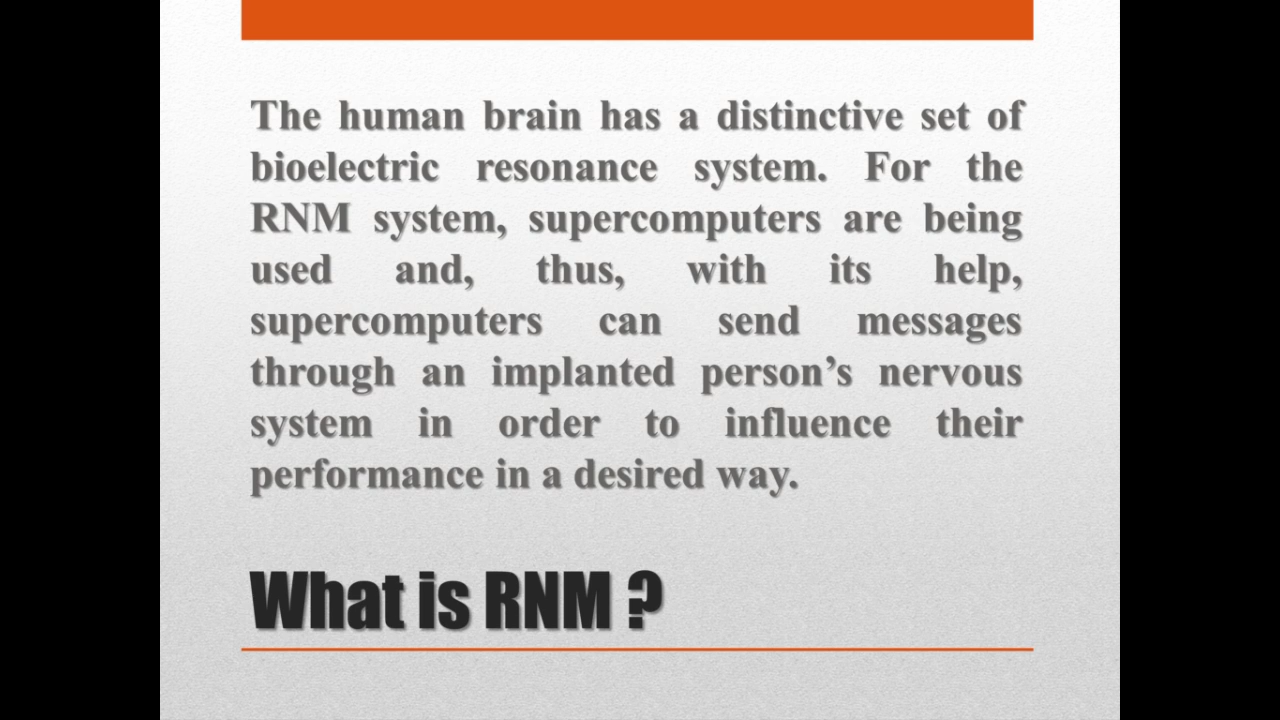 The human brain has a distinctive set of
bioelectric resonance system. For the
RNM system, supercomputers are being
used and, thus, with its help,
supercomputers can send messages
through an implanted person’s nervous
system in order to influence their
performance in a desired way.
What is RNM ?